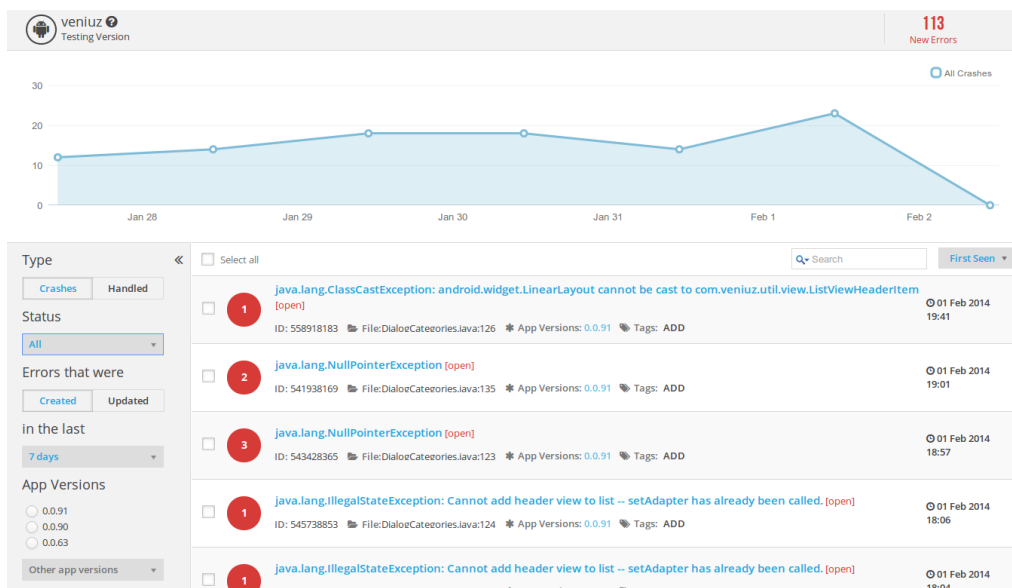 veniuz
Testing Version
113
New Errors
All Crashes
30
20
10
0
Jan 28
Jan 29
Jan 30
Jan 31
Feb 1
Feb 2
Type
Crashes
Handled
Status
All
Errors that were
Created
Updated
in the last
7 days
App Versions
0.0.91
0.0.90
0.0.63
Other app versions
Select all
Search
First Seen
1
java.lang.ClassCastException: android.widget.LinearLayout cannot be cast to com.veniuz.util.view.ListViewHeaderItem
[open]
ID: 558918183 File:DialogCategories.java:126 App Versions: 0.0.91 Tags: ADD
01 Feb 2014
19:41
2
java.lang.NullPointerException [open]
ID: 541938169 File:DialogCategories.java:135 App Versions: 0.0.91 Tags: ADD
01 Feb 2014
19:01
3
java.lang.NullPointerException [open]
ID: 543428365 File:DialogCategories.java:123 App Versions: 0.0.91 Tags: ADD
01 Feb 2014
18:57
1
java.lang.IllegalStateException: Cannot add header view to list -- setAdapter has already been called. [open]
ID: 545738853 File:DialogCategories.java:124 App Versions: 0.0.91 Tags: ADD
01 Feb 2014
18:06
1
java.lang.IllegalStateException: Cannot add header view to list -- setAdapter has already been called. [open]
01 Feb 2014
18:04